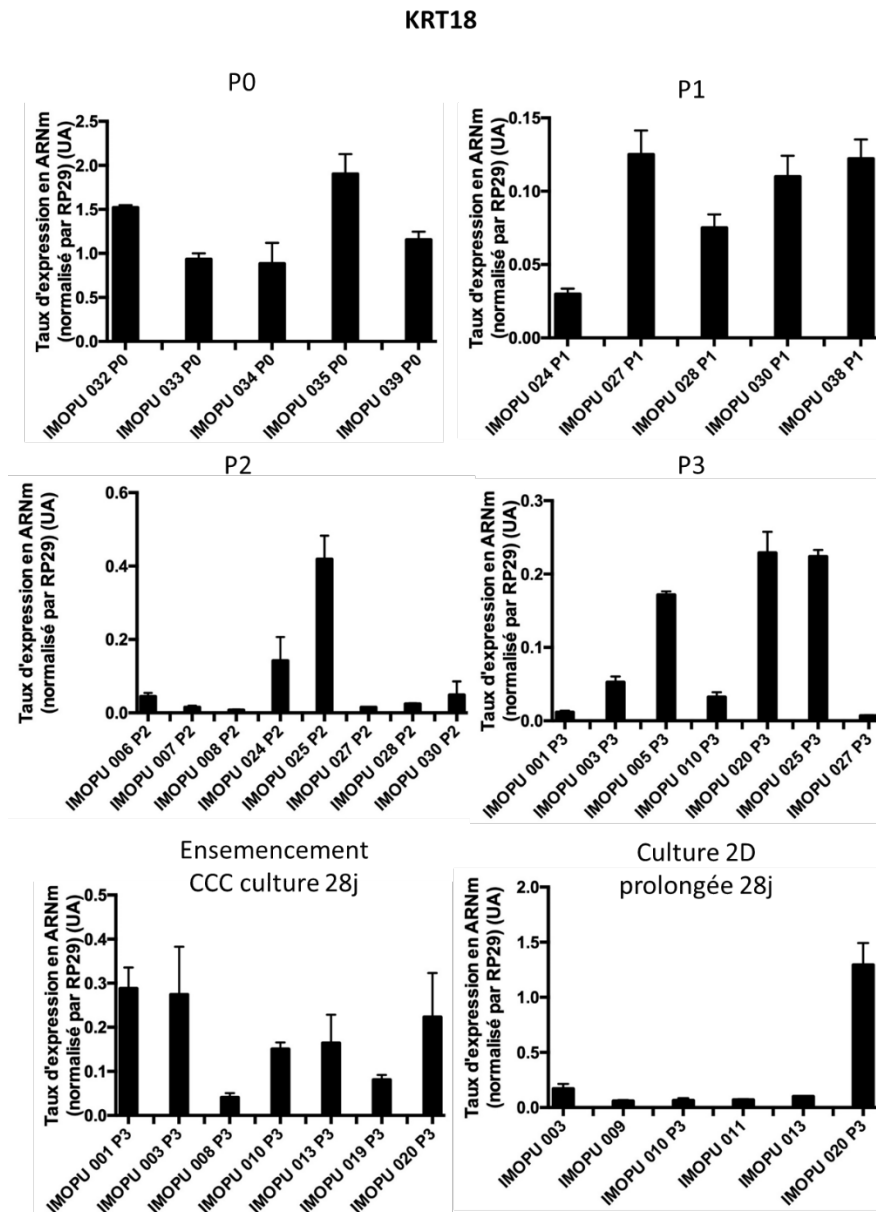 KRT18
P0
Taux d'expression en ARNm
(normalisé par RP29) (UA)
2.5
2.0
1.5
1.0
0.5
0.0
IMOPU 032 P0
IMOPU 033 P0
IMOPU 034 P0
IMOPU 035 P0
IMOPU 039 P0
P1
Taux d'expression en ARNm
(normalisé par RP29) (UA)
0.15
0.10
0.05
0.00
IMOPU 024 P1
IMOPU 027 P1
IMOPU 028 P1
IMOPU 030 P1
IMOPU 038 P1
P2
Taux d'expression en ARNm
(normalisé par RP29) (UA)
0.6
0.4
0.2
0.0
IMOPU 006 P2
IMOPU 007 P2
IMOPU 008 P2
IMOPU 024 P2
IMOPU 025 P2
IMOPU 027 P2
IMOPU 028 P2
IMOPU 030 P2
P3
Taux d'expression en ARNm
(normalisé par RP29) (UA)
0.3
0.2
0.1
0.0
IMOPU 001 P3
IMOPU 003 P3
IMOPU 005 P3
IMOPU 010 P3
IMOPU 020 P3
IMOPU 025 P3
IMOPU 027 P3
Ensemencement
CCC culture 28j
Taux d'expression en ARNm
(normalisé par RP29) (UA)
0.5
0.4
0.3
0.2
0.1
0.0
IMOPU 001 P3
IMOPU 003 P3
IMOPU 008 P3
IMOPU 010 P3
IMOPU 013 P3
IMOPU 019 P3
IMOPU 020 P3
Culture 2D
prolongée 28j
Taux d'expression en ARNm
(normalisé par RP29) (UA)
2.0
1.5
1.0
0.5
0.0
IMOPU 003
IMOPU 009
IMOPU 010 P3
IMOPU 011
IMOPU 013
IMOPU 020 P3